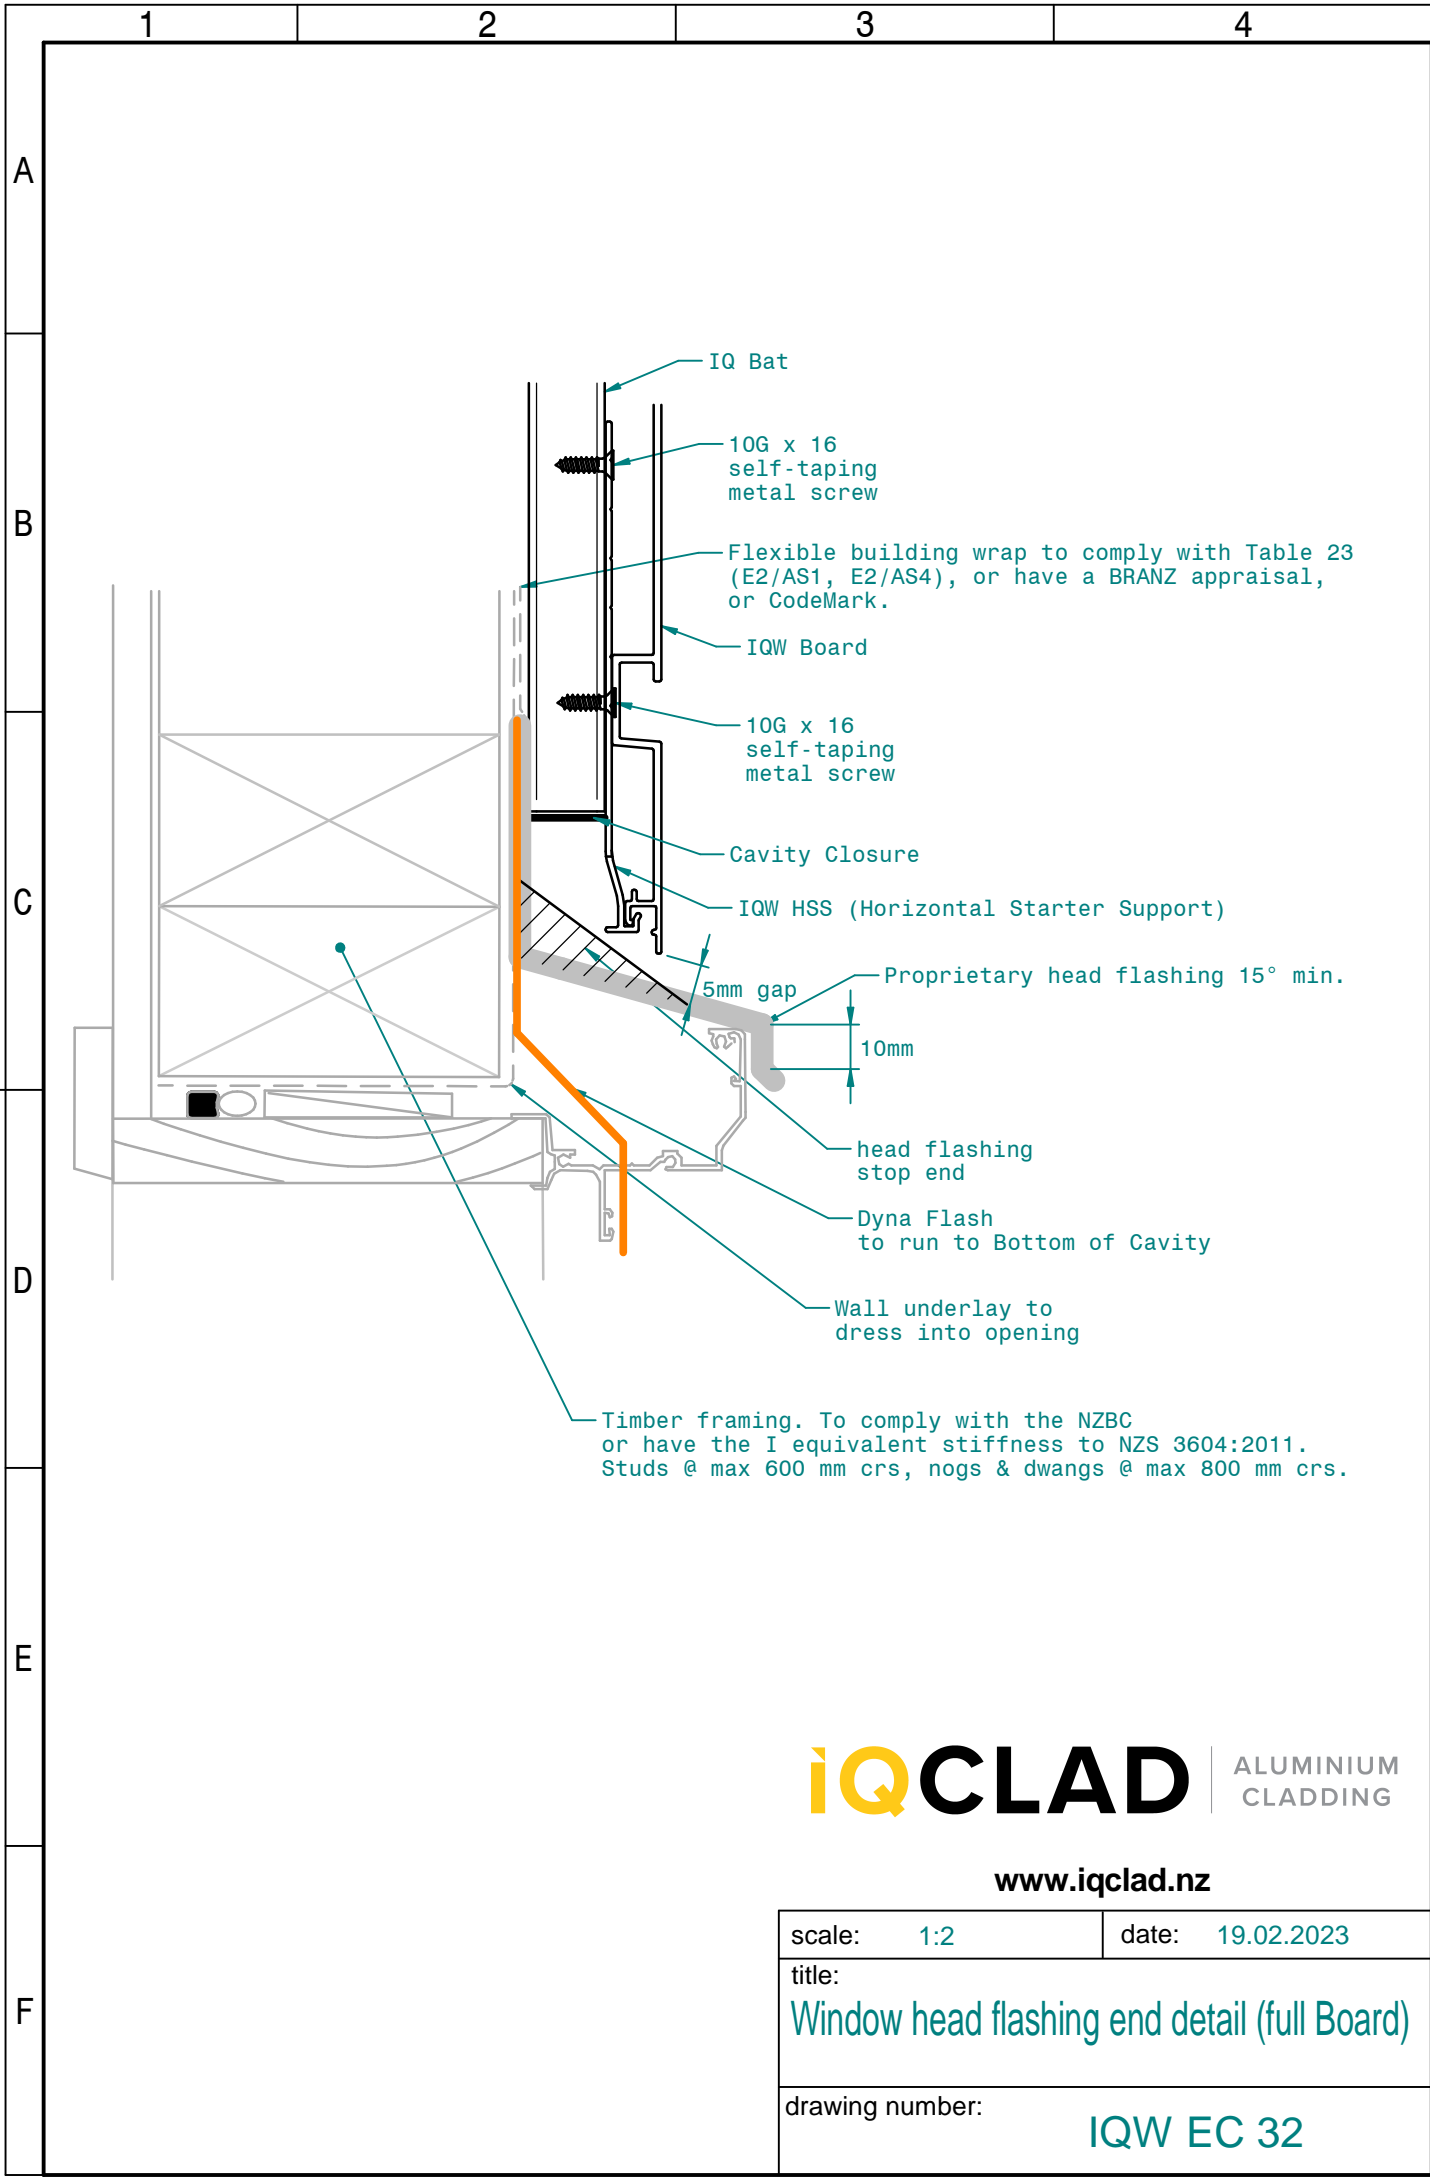 1 2 3 4
A
B
C
D
E
F
IQ Bat
10G x 16
self-taping
metal screw
Flexible building wrap to comply with Table 23
(E2/AS1, E2/AS4), or have a BRANZ appraisal,
or CodeMark.
IQW Board
10G x 16
self-taping
metal screw
Cavity Closure
IQW HSS (Horizontal Starter Support)
Proprietary head flashing 15° min.
5mm gap
10mm
head flashing
stop end
Dyna Flash
to run to Bottom of Cavity
Wall underlay to
dress into opening
Timber framing. To comply with the NZBC
or have the I equivalent stiffness to NZS 3604:2011.
Studs @ max 600 mm crs, nogs & dwangs @ max 800 mm crs.
iQCLAD
ALUMINIUM
CLADDING
www.iqclad.nz
scale: 1:2 date: 19.02.2023
title:
Window head flashing end detail (full Board)
drawing number:
IQW EC 32